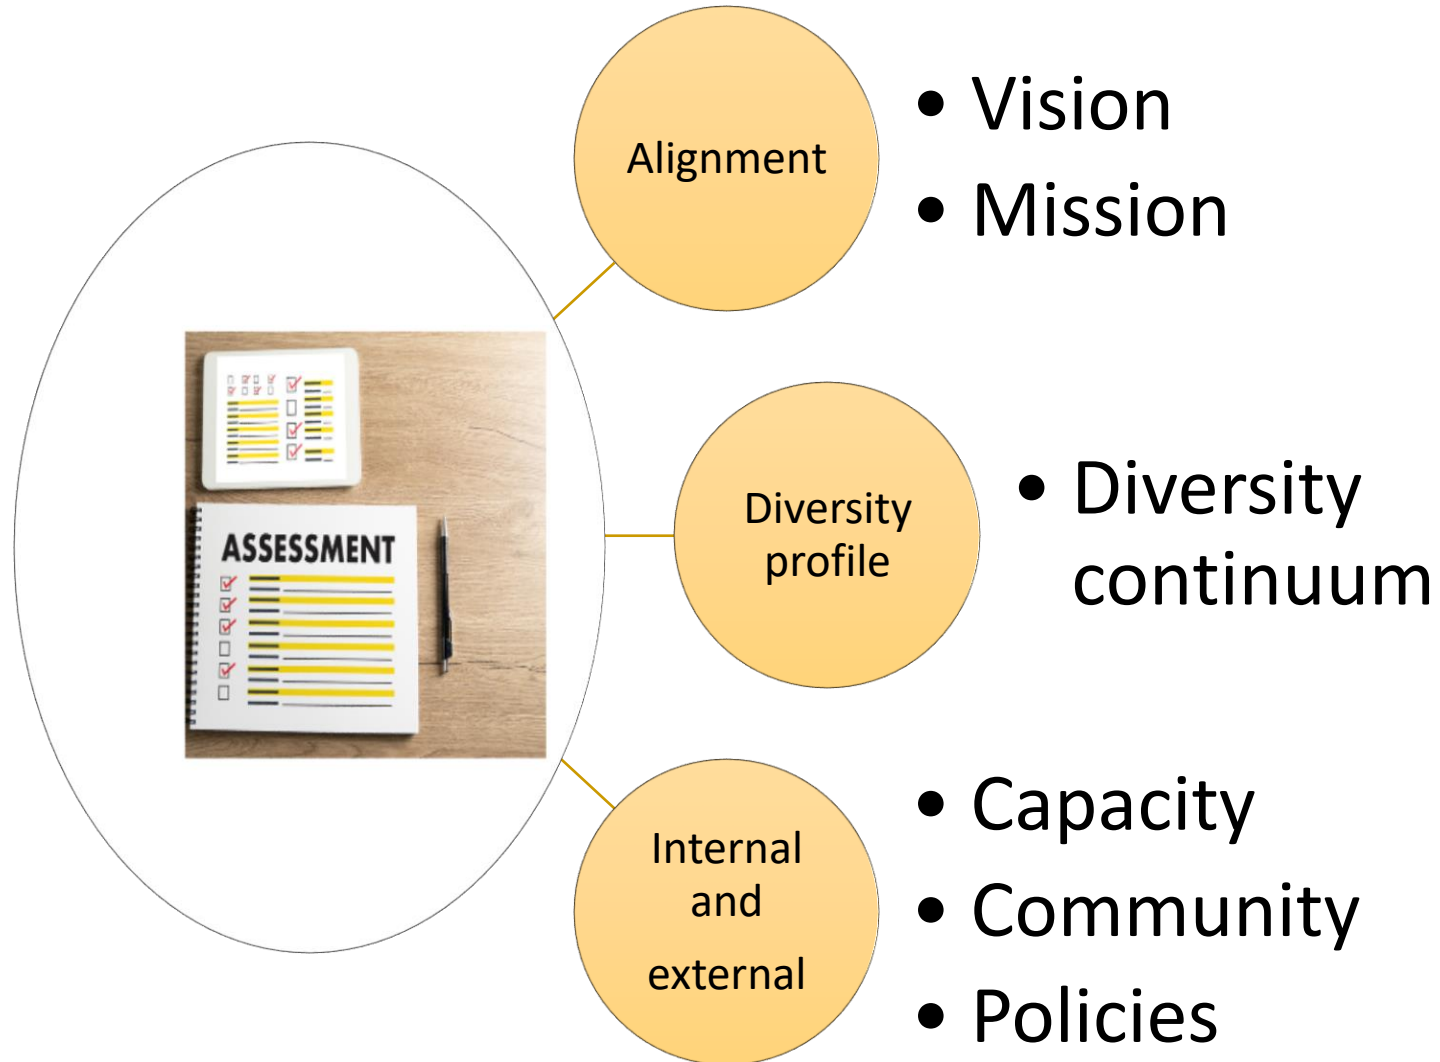 Alignment
• Vision
• Mission
ASSESSMENT
Diversity
profile
• Diversity
continuum
Internal
and
external
• Capacity
• Community
• Policies